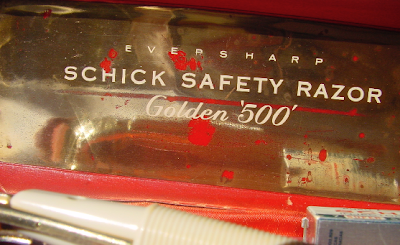 EVERSHARP
SCHICK SAFETY RAZOR
Golden '500'